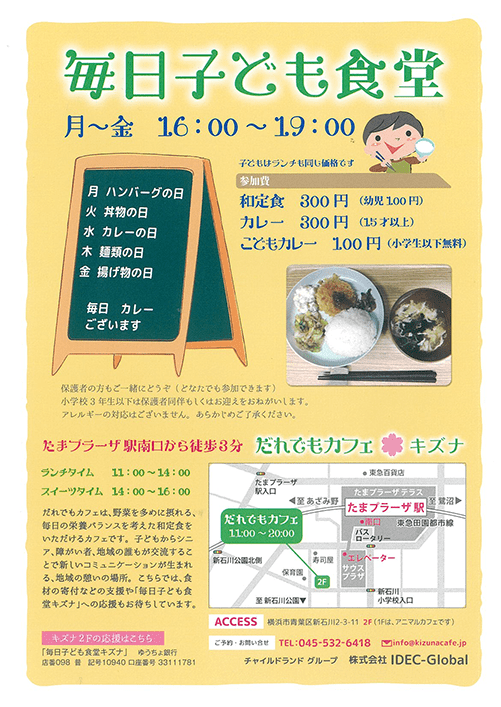 毎日子ども食堂
月〜金 16:00〜19:00
子どもはランチも同じ価格です
参加費
和定食 300円(幼児100円)
カレー 300円(15才以上)
こどもカレー 100円(小学生以下無料)
月 ハンバーグの日
火 丼物の日
水 カレーの日
木 麺類の日
金 揚げ物の日
毎日 カレー
ございます
保護者の方もご一緒にどうぞ(どなたでも参加できます)
小学校3年生以下は保護者同伴もしくはお迎えをおねがいします。
アレルギーの対応はございません。あらかじめご了承ください。
たまプラーザ駅南口から徒歩3分 だれでもカフェ キズナ
ランチタイム 11:00〜14:00
スイーツタイム 14:00〜16:00
だれでもカフェは、野菜を多めに摂れる、
毎日の栄養バランスを考えた和定食を
いただけるカフェです。子どもからシニ
ア、障がい者、地域の誰もが交流すること
で新しいコミュニケーションが生まれ
る、地域の憩いの場所。こちらでは、食
材の寄付などの支援や「毎日子ども食
堂キズナ」への応援もお待ちしています。
キズナ2Fの応援はこちら
「毎日子ども食堂キズナ」 ゆうちょ銀行
店番098 普 記号10940 口座番号 33111781
東急百貨店
たまプラーザ
駅入口
たまプラーザ テラス
至 あざみ野
たまプラーザ駅
至 鷺沼
南口
東急田園都市線
バス
ロータリー
だれでもカフェ
11:00〜20:00
エレベーター
サウス
プラザ
新石川公園北側
寿司屋
保育園
2F
至 新石川公園
新石川
小学校入口
ACCESS 横浜市青葉区新石川2-3-11 2F(1Fは、アニマルカフェです)
ご予約・お問い合せ TEL:045-532-6418 info@kizunacafe.jp
チャイルドランド グループ 株式会社 IDEC-Global